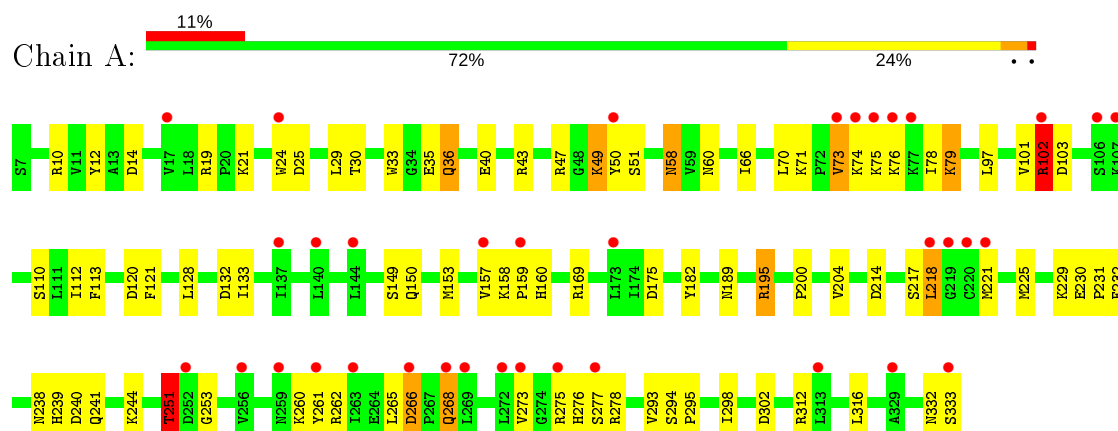 11%
Chain A:
72% 24% • •
S7 R10 V11 Y12 A13 D14 V17 L18 R19 P20 K21 W24 D25 L29 T30 W33 G34 E35 Q36 E40 R43 R47 G48 K49 Y50 S51 N58 V59 N60 I66 L70 K71 P72 V73 K74 K75 K76 K77 I78 K79 L97 V101 R102 D103 S106 K107
S110 L111 I112 F113 D120 F121 L128 D132 I133 I137 L140 L144 S149 Q150 M153 V157 K158 P159 H160 R169 L173 I174 D175 Y182 N189 R195 P200 V204 D214 S217 L218 G219 C220 M221 M225 K229 E230 P231
N238 H239 D240 Q241 K244 T251 D252 G253 V256 N259 K260 Y261 R262 I263 E264 L265 D266 P267 Q268 L269 L272 V273 G274 R275 H276 S277 R278 V293 S294 P295 I298 D302 R312 L313 L316 A329 N332 S333